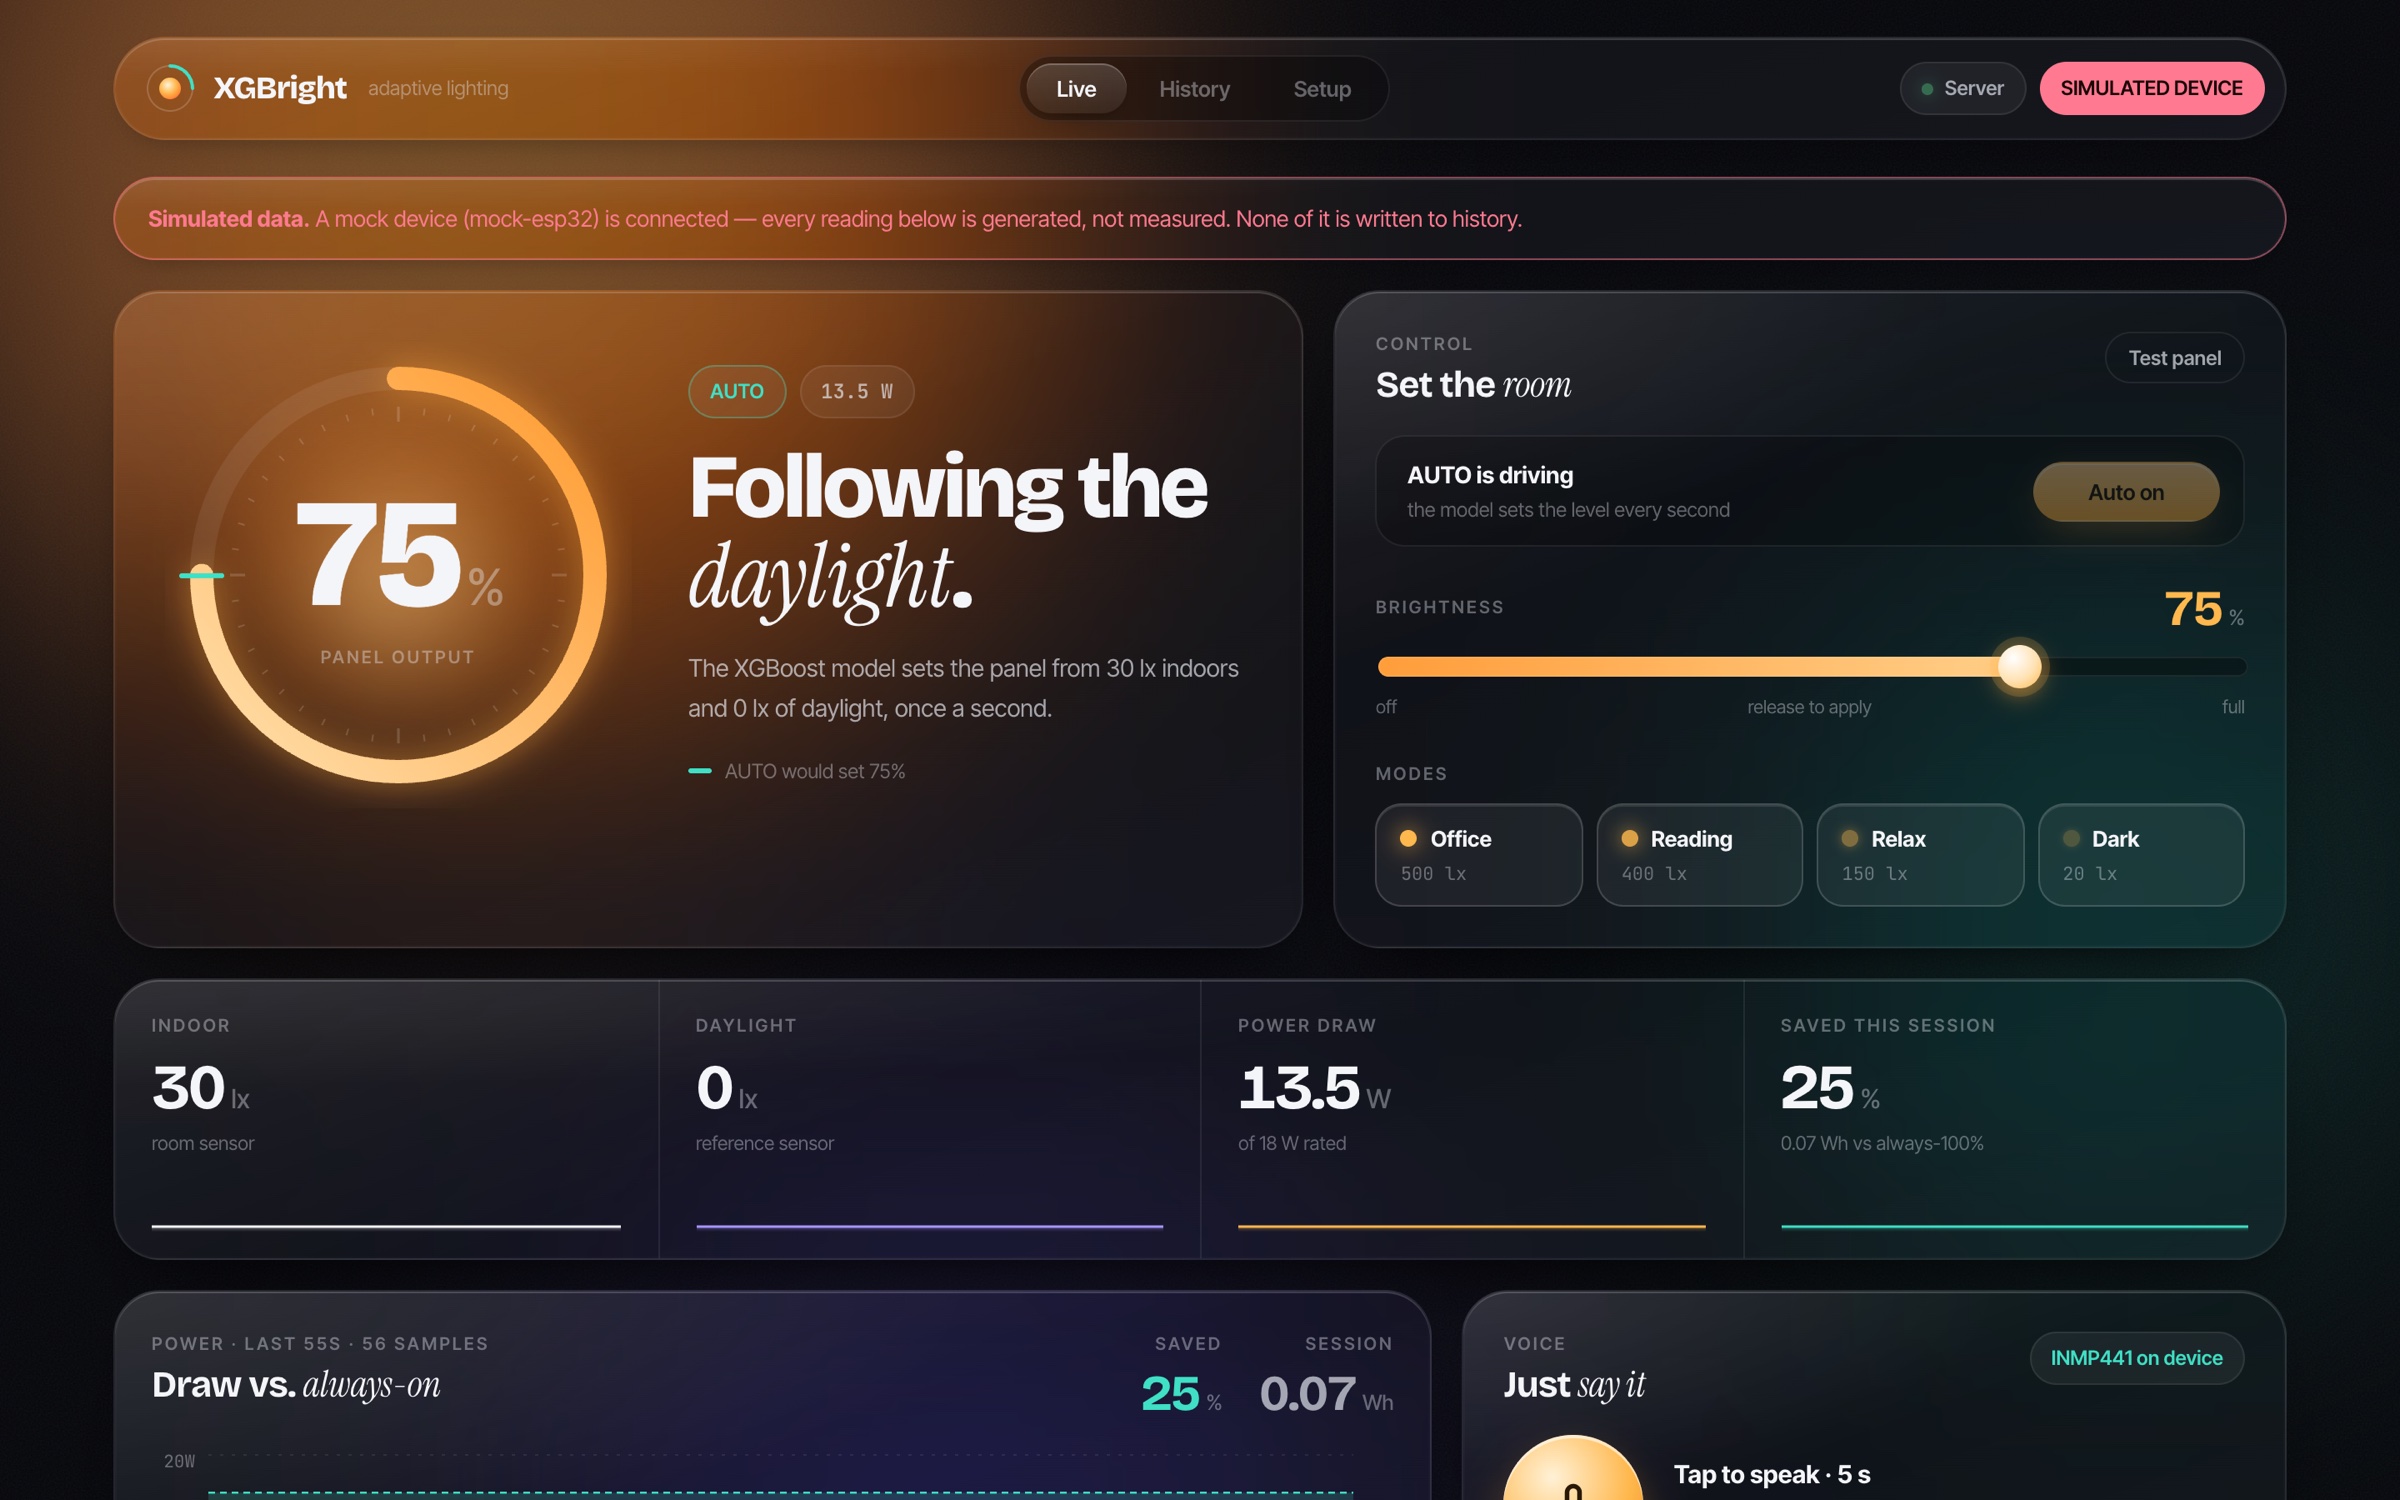 XGBright adaptive lighting
Live History Setup
Server SIMULATED DEVICE
Simulated data. A mock device (mock-esp32) is connected — every reading below is generated, not measured. None of it is written to history.
75%
PANEL OUTPUT
AUTO 13.5 W
Following the
daylight.
The XGBoost model sets the panel from 30 lx indoors
and 0 lx of daylight, once a second.
AUTO would set 75%
CONTROL
Set the room
Test panel
AUTO is driving
the model sets the level every second
Auto on
BRIGHTNESS 75 %
off release to apply full
MODES
Office
500 lx
Reading
400 lx
Relax
150 lx
Dark
20 lx
INDOOR
30 lx
room sensor
DAYLIGHT
0 lx
reference sensor
POWER DRAW
13.5 W
of 18 W rated
SAVED THIS SESSION
25 %
0.07 Wh vs always-100%
POWER · LAST 55S · 56 SAMPLES
Draw vs. always-on
SAVED
25 %
SESSION
0.07 Wh
20W
VOICE
Just say it
INMP441 on device
Tap to speak · 5 s